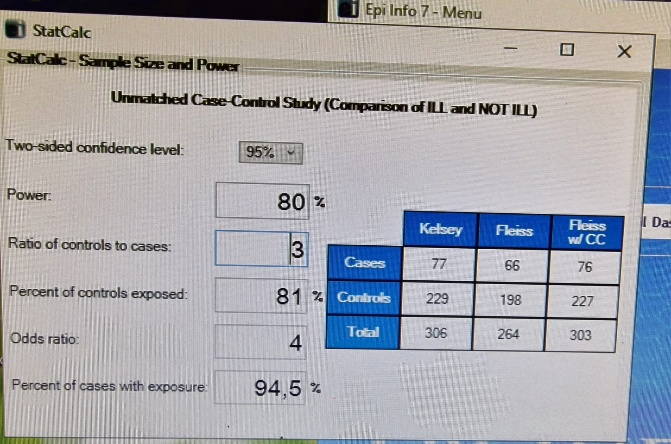 Epi Info 7 - Menu
StatCalc
StatCalc - Sample Size and Power
Unmatched Case-Control Study (Comparison of ILL and NOT ILL)
Two-sided confidence level: 95%
Power: 80 %
Ratio of controls to cases: 3
Percent of controls exposed: 81 %
Odds ratio: 4
Percent of cases with exposure: 94,5 %
Kelsey Fleiss Fleiss w/ CC
Cases 77 66 76
Controls 229 198 227
Total 306 264 303